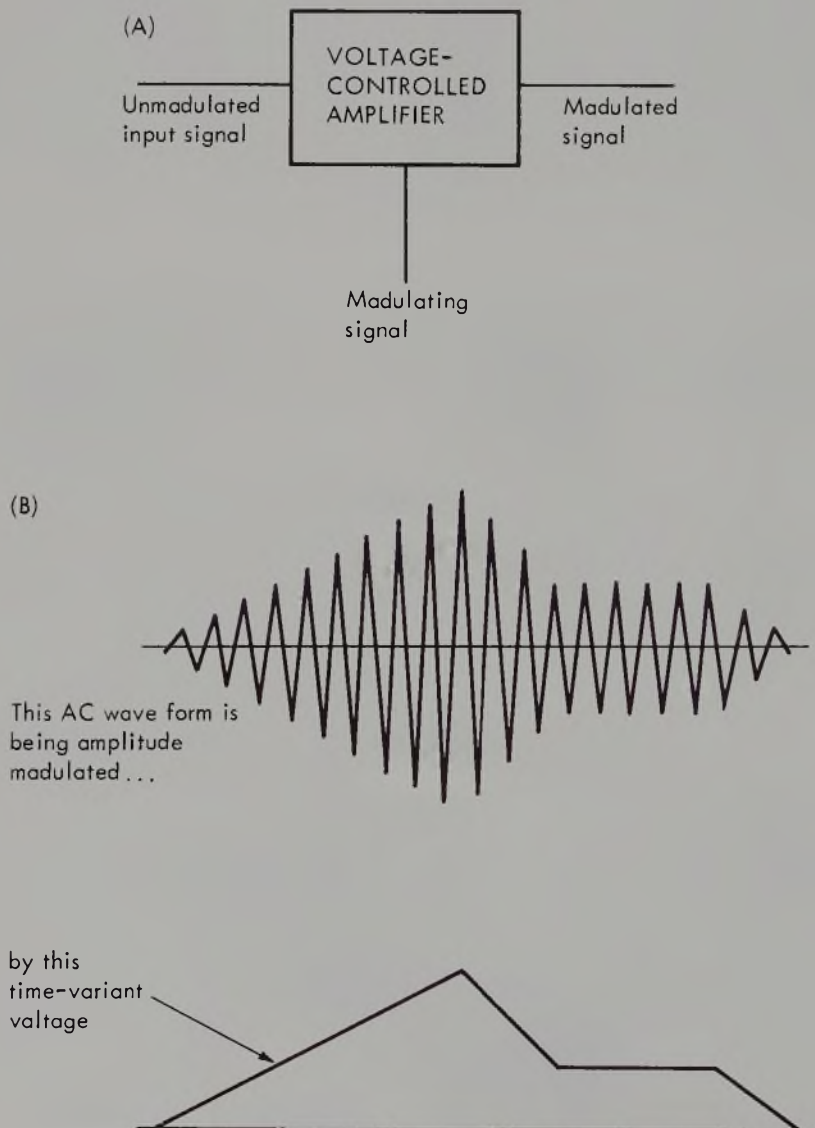 (A)
VOLTAGE-
CONTROLLED
AMPLIFIER
Unmadulated
input signal
Madulated
signal
Madulating
signal
(B)
This AC wave form is
being amplitude
madulated...
by this
time-variant
valtage